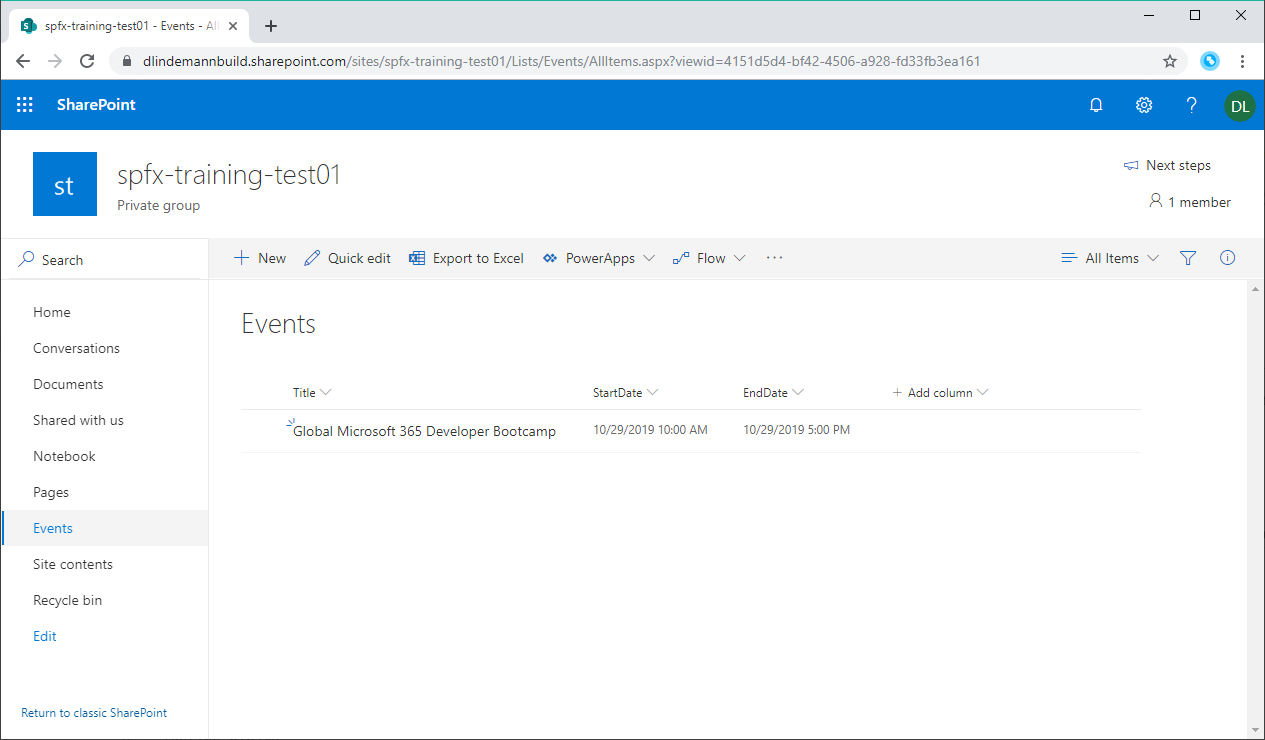 spfx-training-test01 - Events - Al
dlindemannbuild.sharepoint.com/sites/spfx-training-test01/Lists/Events/AllItems.aspx?viewid=4151d5d4-bf42-4506-a928-fd33fb3ea161
SharePoint
DL
st
spfx-training-test01
Private group
Next steps
1 member
Search
New
Quick edit
Export to Excel
PowerApps
Flow
All Items
Home
Conversations
Documents
Shared with us
Notebook
Pages
Events
Site contents
Recycle bin
Edit
Return to classic SharePoint
Events
Title StartDate EndDate + Add column
Global Microsoft 365 Developer Bootcamp 10/29/2019 10:00 AM 10/29/2019 5:00 PM